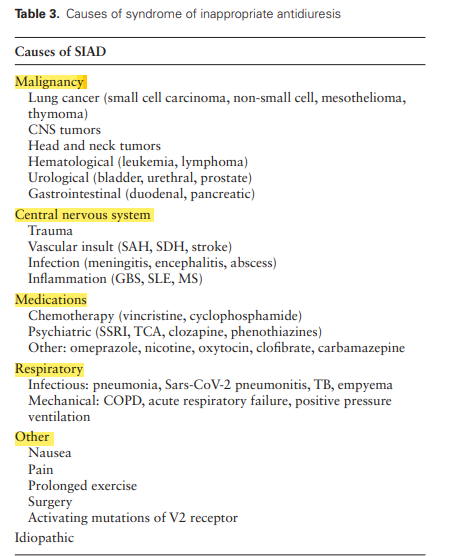 Table 3. Causes of syndrome of inappropriate antidiuresis
Causes of SIAD
Malignancy
Lung cancer (small cell carcinoma, non-small cell, mesothelioma,
thymoma)
CNS tumors
Head and neck tumors
Hematological (leukemia, lymphoma)
Urological (bladder, urethral, prostate)
Gastrointestinal (duodenal, pancreatic)
Central nervous system
Trauma
Vascular insult (SAH, SDH, stroke)
Infection (meningitis, encephalitis, abscess)
Inflammation (GBS, SLE, MS)
Medications
Chemotherapy (vincristine, cyclophosphamide)
Psychiatric (SSRI, TCA, clozapine, phenothiazines)
Other: omeprazole, nicotine, oxytocin, clofibrate, carbamazepine
Respiratory
Infectious: pneumonia, Sars-CoV-2 pneumonitis, TB, empyema
Mechanical: COPD, acute respiratory failure, positive pressure
ventilation
Other
Nausea
Pain
Prolonged exercise
Surgery
Activating mutations of V2 receptor
Idiopathic